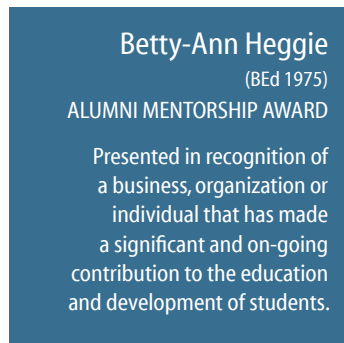 Betty-Ann Heggie
(BEd 1975)
ALUMNI MENTORSHIP AWARD
Presented in recognition of
a business, organization or
individual that has made
a significant and on-going
contribution to the education
and development of students.